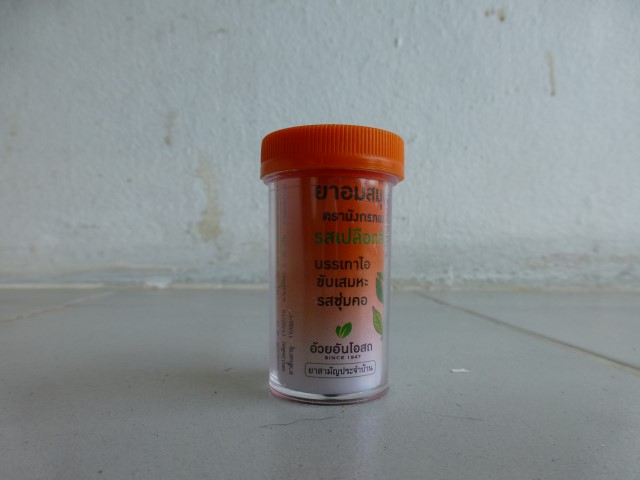 ยาอมสมุ
ตรามังกรทอ
รสเปลือกส
บรรเทาไอ
ขับเสมหะ
รสชุ่มคอ
อ้วยอันโอสถ
SINCE 1947
ยาสามัญประจำบ้าน